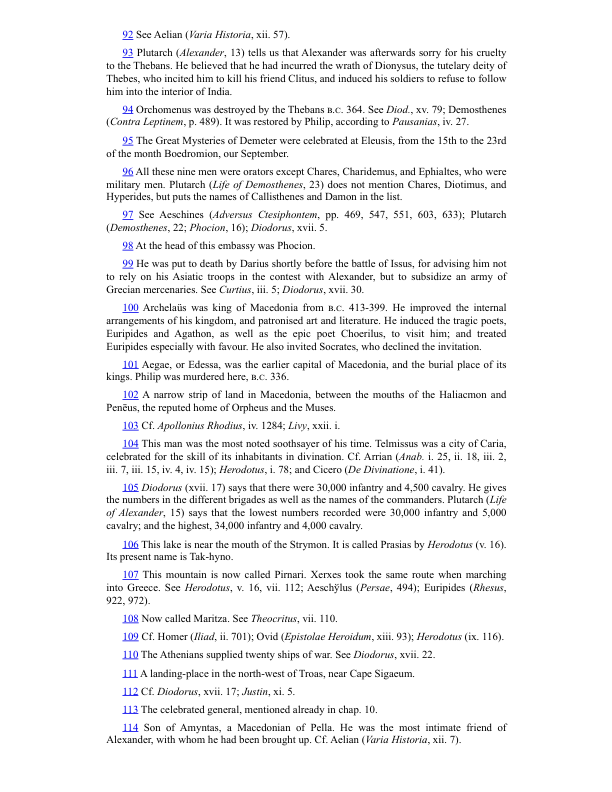 92 See Aelian (Varia Historia, xii. 57).
93 Plutarch (Alexander, 13) tells us that Alexander was afterwards sorry for his cruelty
to the Thebans. He believed that he had incurred the wrath of Dionysus, the tutelary deity of
Thebes, who incited him to kill his friend Clitus, and induced his soldiers to refuse to follow
him into the interior of India.
94 Orchomenus was destroyed by the Thebans B.C. 364. See Diod., xv. 79; Demosthenes
(Contra Leptinem, p. 489). It was restored by Philip, according to Pausanias, iv. 27.
95 The Great Mysteries of Demeter were celebrated at Eleusis, from the 15th to the 23rd
of the month Boedromion, our September.
96 All these nine men were orators except Chares, Charidemus, and Ephialtes, who were
military men. Plutarch (Life of Demosthenes, 23) does not mention Chares, Diotimus, and
Hyperides, but puts the names of Callisthenes and Damon in the list.
97 See Aeschines (Adversus Ctesiphontem, pp. 469, 547, 551, 603, 633); Plutarch
(Demosthenes, 22; Phocion, 16); Diodorus, xvii. 5.
98 At the head of this embassy was Phocion.
99 He was put to death by Darius shortly before the battle of Issus, for advising him not
to rely on his Asiatic troops in the contest with Alexander, but to subsidize an army of
Grecian mercenaries. See Curtius, iii. 5; Diodorus, xvii. 30.
100 Archelaüs was king of Macedonia from B.C. 413-399. He improved the internal
arrangements of his kingdom, and patronised art and literature. He induced the tragic poets,
Euripides and Agathon, as well as the epic poet Choerilus, to visit him; and treated
Euripides especially with favour. He also invited Socrates, who declined the invitation.
101 Aegae, or Edessa, was the earlier capital of Macedonia, and the burial place of its
kings. Philip was murdered here, B.C. 336.
102 A narrow strip of land in Macedonia, between the mouths of the Haliacmon and
Penēus, the reputed home of Orpheus and the Muses.
103 Cf. Apollonius Rhodius, iv. 1284; Livy, xxii. i.
104 This man was the most noted soothsayer of his time. Telmissus was a city of Caria,
celebrated for the skill of its inhabitants in divination. Cf. Arrian (Anab. i. 25, ii. 18, iii. 2,
iii. 7, iii. 15, iv. 4, iv. 15); Herodotus, i. 78; and Cicero (De Divinatione, i. 41).
105 Diodorus (xvii. 17) says that there were 30,000 infantry and 4,500 cavalry. He gives
the numbers in the different brigades as well as the names of the commanders. Plutarch (Life
of Alexander, 15) says that the lowest numbers recorded were 30,000 infantry and 5,000
cavalry; and the highest, 34,000 infantry and 4,000 cavalry.
106 This lake is near the mouth of the Strymon. It is called Prasias by Herodotus (v. 16).
Its present name is Tak-hyno.
107 This mountain is now called Pirnari. Xerxes took the same route when marching
into Greece. See Herodotus, v. 16, vii. 112; Aeschy̆lus (Persae, 494); Euripides (Rhesus,
922, 972).
108 Now called Maritza. See Theocritus, vii. 110.
109 Cf. Homer (Iliad, ii. 701); Ovid (Epistolae Heroidum, xiii. 93); Herodotus (ix. 116).
110 The Athenians supplied twenty ships of war. See Diodorus, xvii. 22.
111 A landing-place in the north-west of Troas, near Cape Sigaeum.
112 Cf. Diodorus, xvii. 17; Justin, xi. 5.
113 The celebrated general, mentioned already in chap. 10.
114 Son of Amyntas, a Macedonian of Pella. He was the most intimate friend of
Alexander, with whom he had been brought up. Cf. Aelian (Varia Historia, xii. 7).